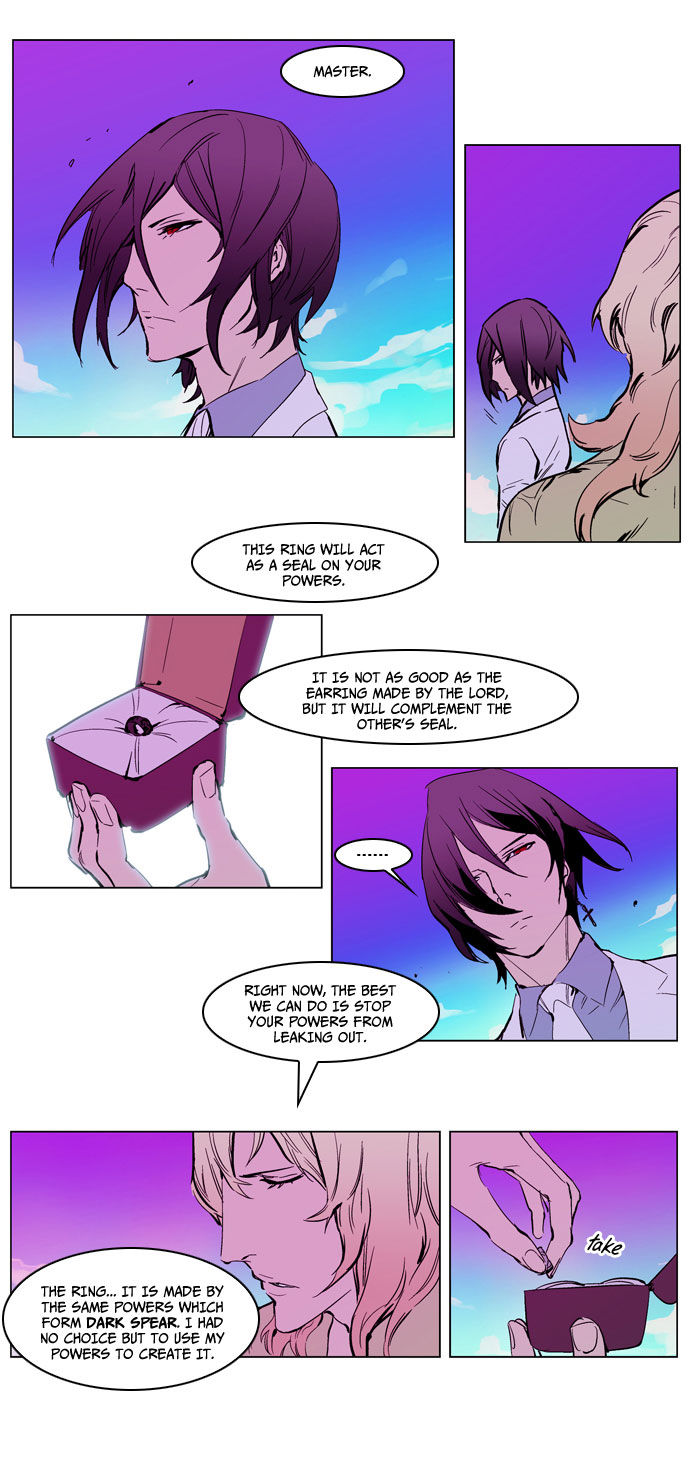 MASTER.
THIS RING WILL ACT
AS A SEAL ON YOUR
POWERS.
IT IS NOT AS GOOD AS THE
EARRING MADE BY THE LORD,
BUT IT WILL COMPLEMENT THE
OTHER'S SEAL.
------
RIGHT NOW, THE BEST
WE CAN DO IS STOP
YOUR POWERS FROM
LEAKING OUT.
THE RING... IT IS MADE BY
THE SAME POWERS WHICH
FORM DARK SPEAR. I HAD
NO CHOICE BUT TO USE MY
POWERS TO CREATE IT.
take